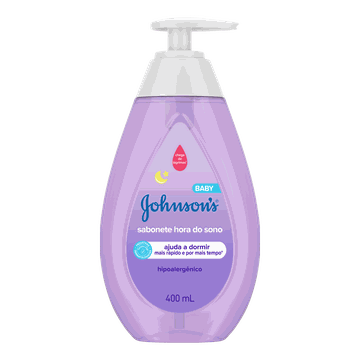 BABY
Johnson's
sabonete hora do sono
ajuda a dormir
mais rápido e por mais tempo*
hipoalergênico
400 mL